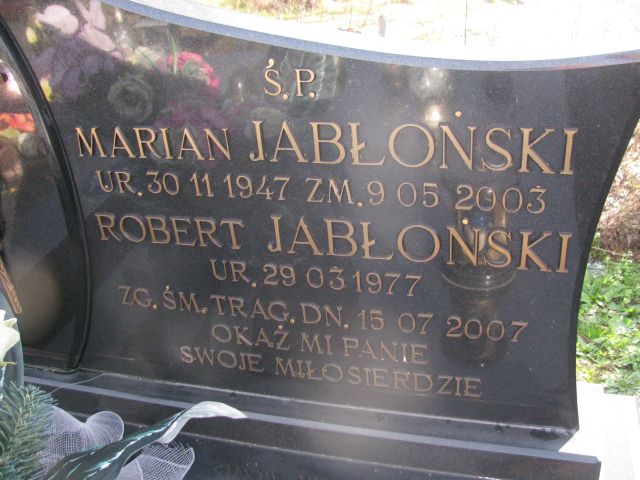 Ś.P.
MARIAN JABŁOŃSKI
UR. 30 11 1947 ZM. 9 05 2003
ROBERT JABŁOŃSKI
UR. 29 03 1977
ZG. ŚM. TRAG. DN. 15 07 2007
OKAŻ MI PANIE
SWOJE MIŁOSIERDZIE